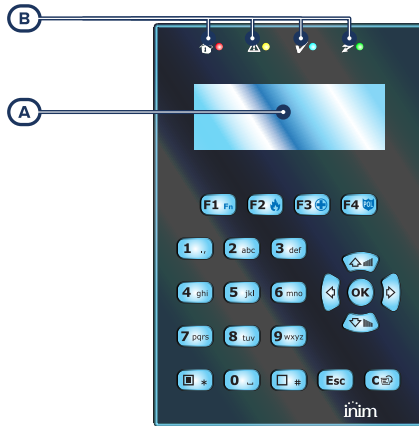 B
A
F1 Fn F2 F3 F4 POL
1 ., 2 abc 3 def
4 ghi 5 jkl 6 mno OK
7 pqrs 8 tuv 9 wxyz
* 0 ⎵ # Esc C
inim